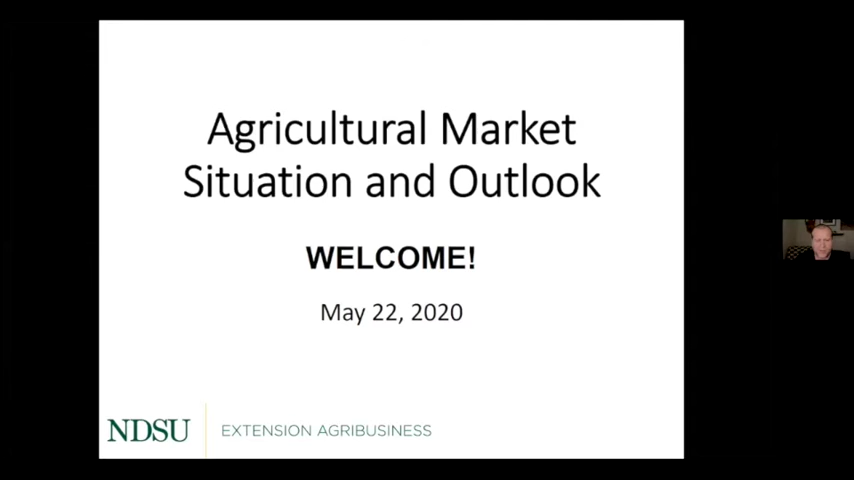 Agricultural Market
Situation and Outlook
WELCOME!
May 22, 2020
NDSU
EXTENSION AGRIBUSINESS